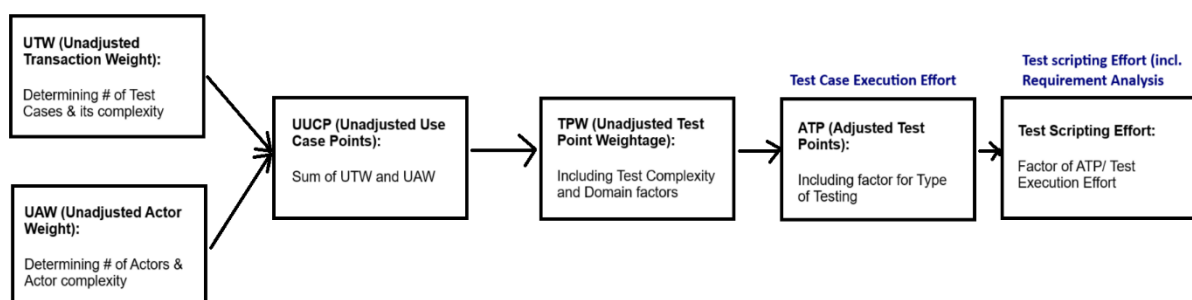 UTW (Unadjusted
Transaction Weight):
Determining # of Test
Cases & its complexity
UAW (Unadjusted Actor
Weight):
Determining # of Actors &
Actor complexity
UUCP (Unadjusted Use
Case Points):
Sum of UTW and UAW
TPW (Unadjusted Test
Point Weightage):
Including Test Complexity
and Domain factors
Test Case Execution Effort
ATP (Adjusted Test
Points):
Including factor for Type
of Testing
Test scripting Effort (incl.
Requirement Analysis
Test Scripting Effort:
Factor of ATP/ Test
Execution Effort